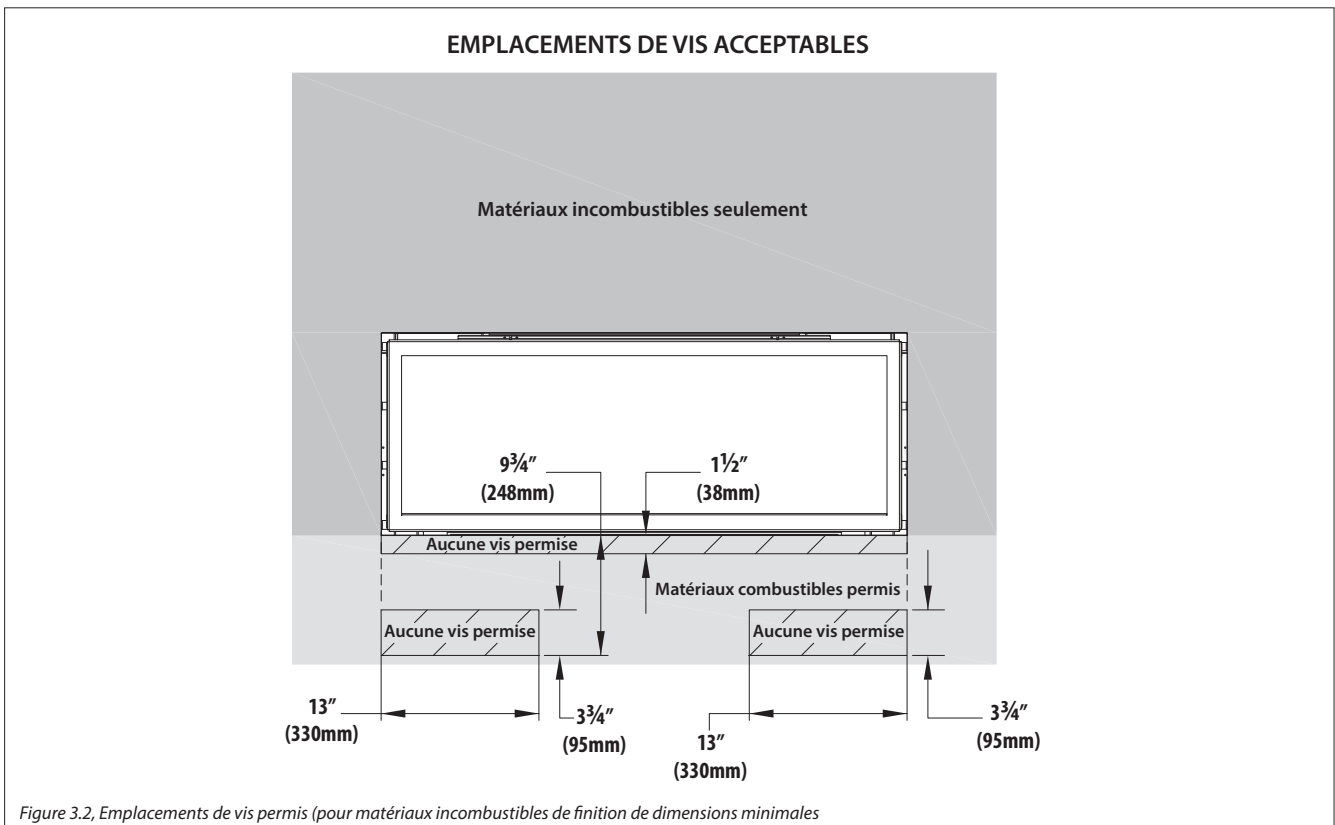 EMPLACEMENTS DE VIS ACCEPTABLES
Matériaux incombustibles seulement
9¾"
(248mm)
1½"
(38mm)
Aucune vis permise
Matériaux combustibles permis
Aucune vis permise
Aucune vis permise
13"
(330mm)
3¾"
(95mm)
13"
(330mm)
3¾"
(95mm)
Figure 3.2, Emplacements de vis permis (pour matériaux incombustibles de finition de dimensions minimales